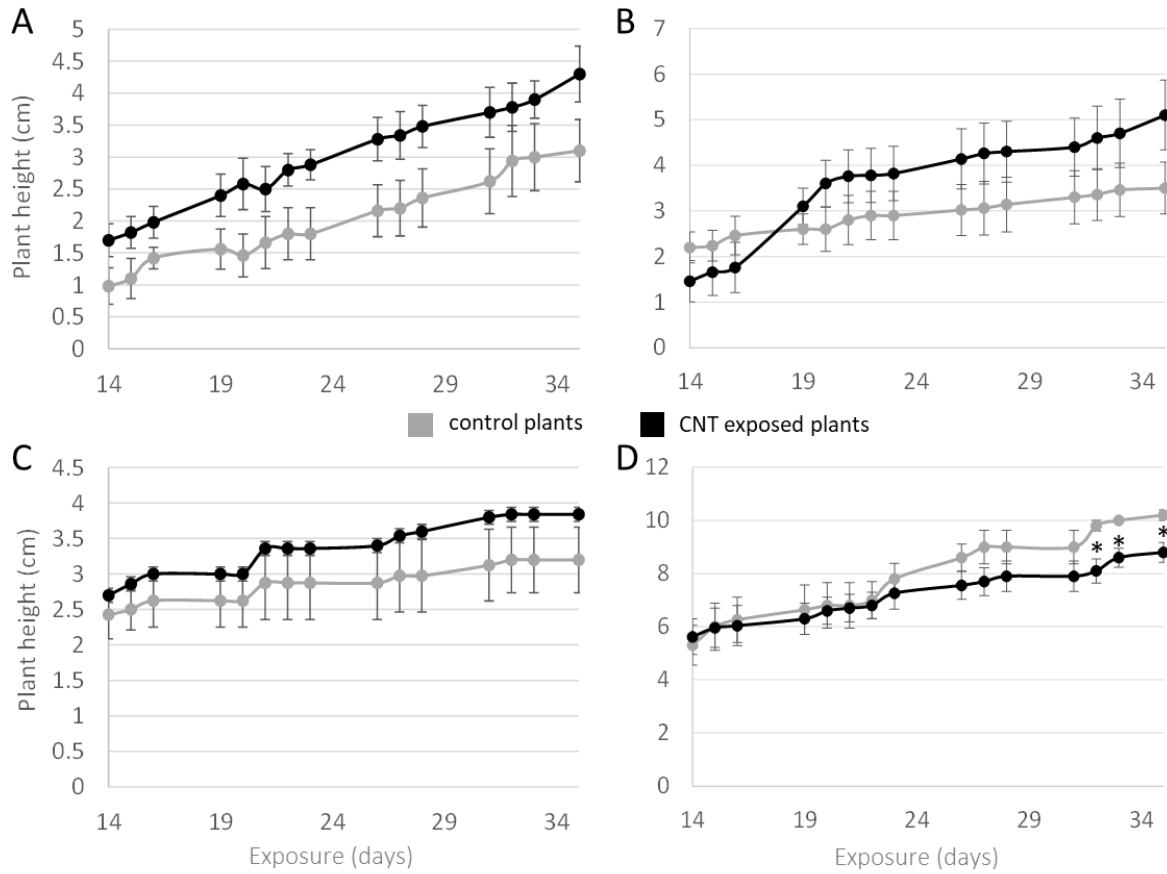 A
Plant height (cm)
5
4.5
4
3.5
3
2.5
2
1.5
1
0.5
0
14 19 24 29 34
B
7
6
5
4
3
2
1
0
14 19 24 29 34
control plants CNT exposed plants
C
Plant height (cm)
4.5
4
3.5
3
2.5
2
1.5
1
0.5
0
14 19 24 29 34
Exposure (days)
D
12
10
8
6
4
2
0
* * *
14 19 24 29 34
Exposure (days)